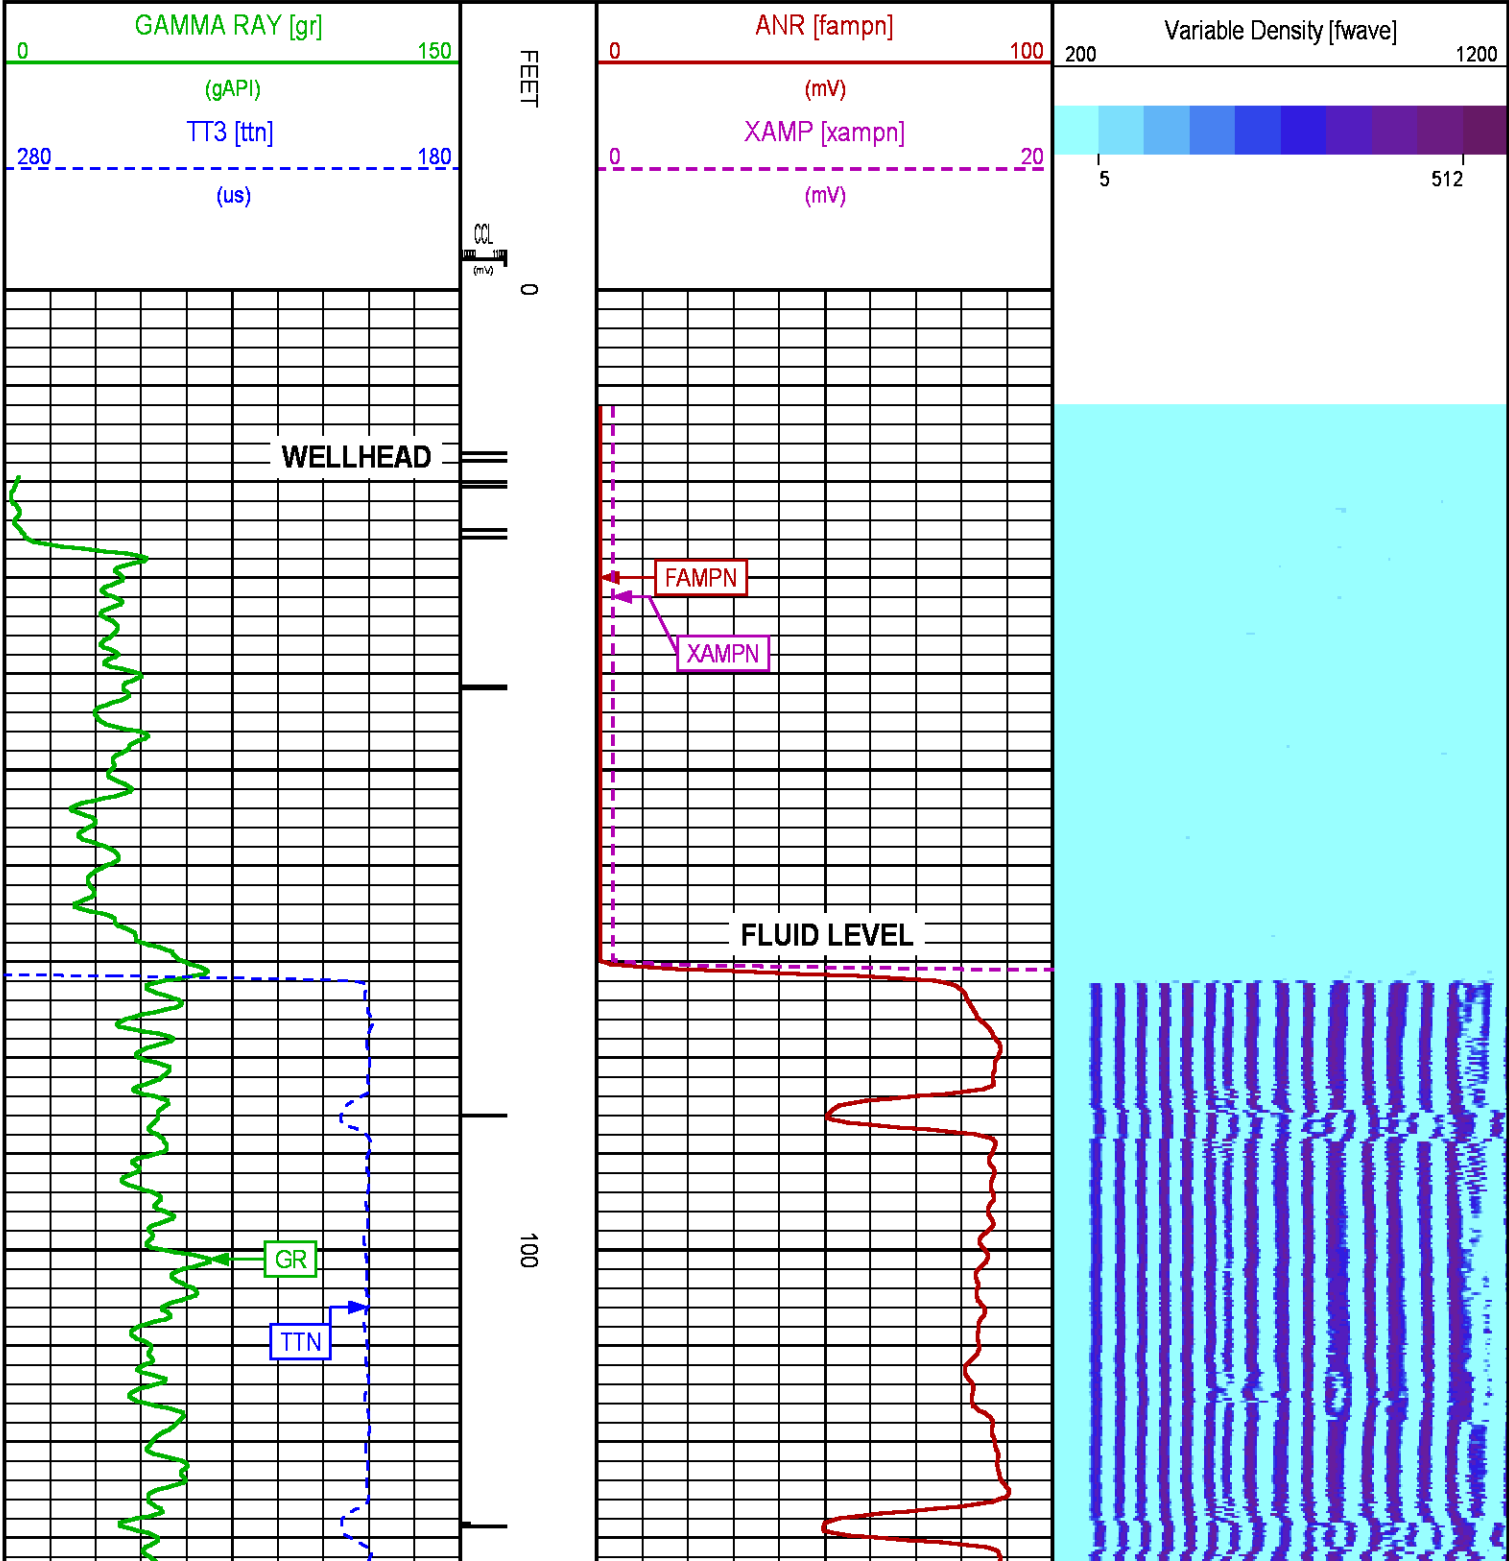 GAMMA RAY [gr]
0 150
(gAPI)
TT3 [ttn]
280 180
(us)
FEET
CCL
(mV)
0
100
ANR [fampn]
0 100
(mV)
XAMP [xampn]
0 20
(mV)
Variable Density [fwave]
200 1200
5 512
WELLHEAD
FAMPN
XAMPN
FLUID LEVEL
GR
TTN